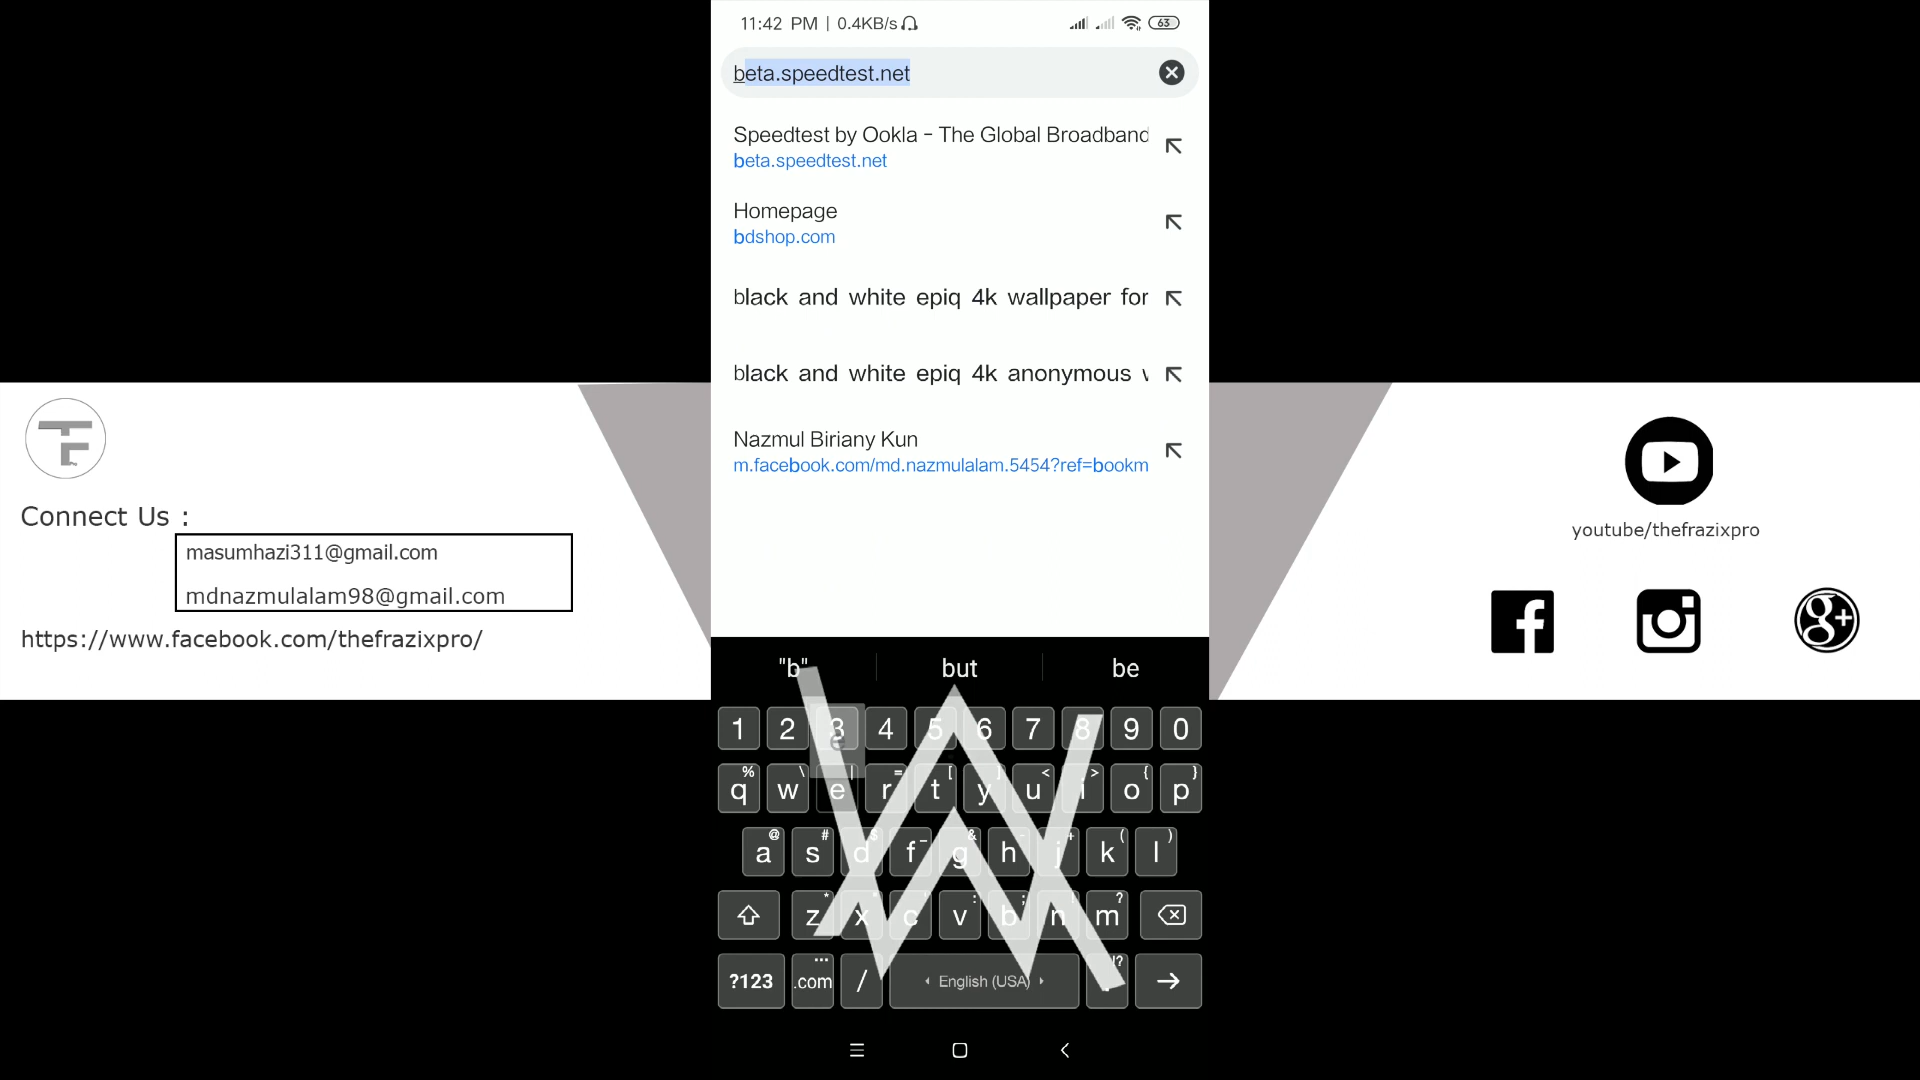 11:42 PM | 0.4KB/s
63
beta.speedtest.net
Speedtest by Ookla - The Global Broadband
beta.speedtest.net
Homepage
bdshop.com
black and white epiq 4k wallpaper for
black and white epiq 4k anonymous
Nazmul Biriany Kun
m.facebook.com/md.nazmulalam.5454?ref=bookm
TF
Connect Us :
masumhazi311@gmail.com
mdnazmulalam98@gmail.com
https://www.facebook.com/thefrazixpro/
youtube/thefrazixpro
f
g+
"b" but be
1 2 3 4 5 6 7 8 9 0
% \ | = [ ] < > { }
q w e r t y u i o p
@ # $ _ & - + ( )
a s d f g h j k l
* " : ; ?
z x c v b n m
... !?
?123 .com / English (USA)